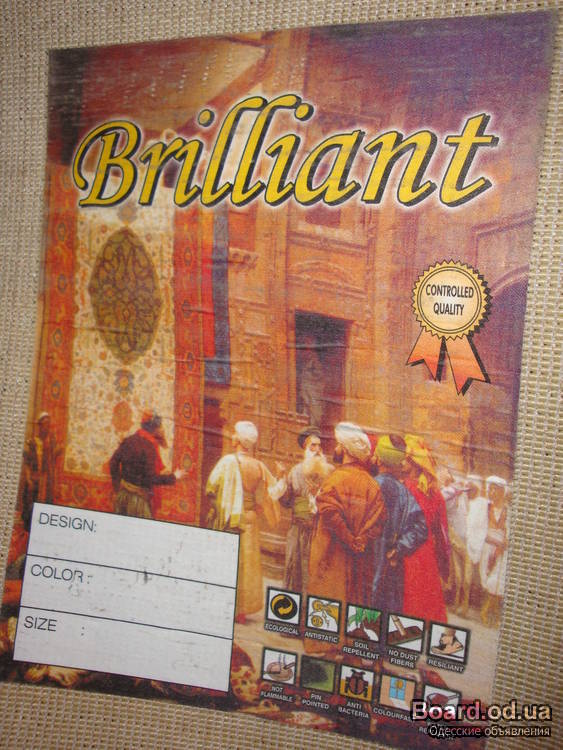 Brilliant
CONTROLLED
QUALITY
DESIGN:
COLOR:
SIZE
ECOLOGICAL
ANTISTATIC
SOIL
REPELLENT
NO DUST
FIBERS
RESILIANT
NOT
FLAMMABLE
PIN
POINTED
ANTI
BACTERIA
Board.od.ua
Одесские объявления